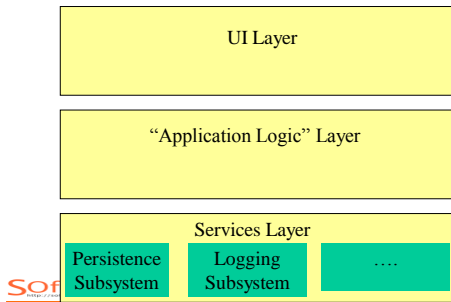 UI Layer
“Application Logic” Layer
Services Layer
Persistence
Subsystem
Logging
Subsystem
….
Sof